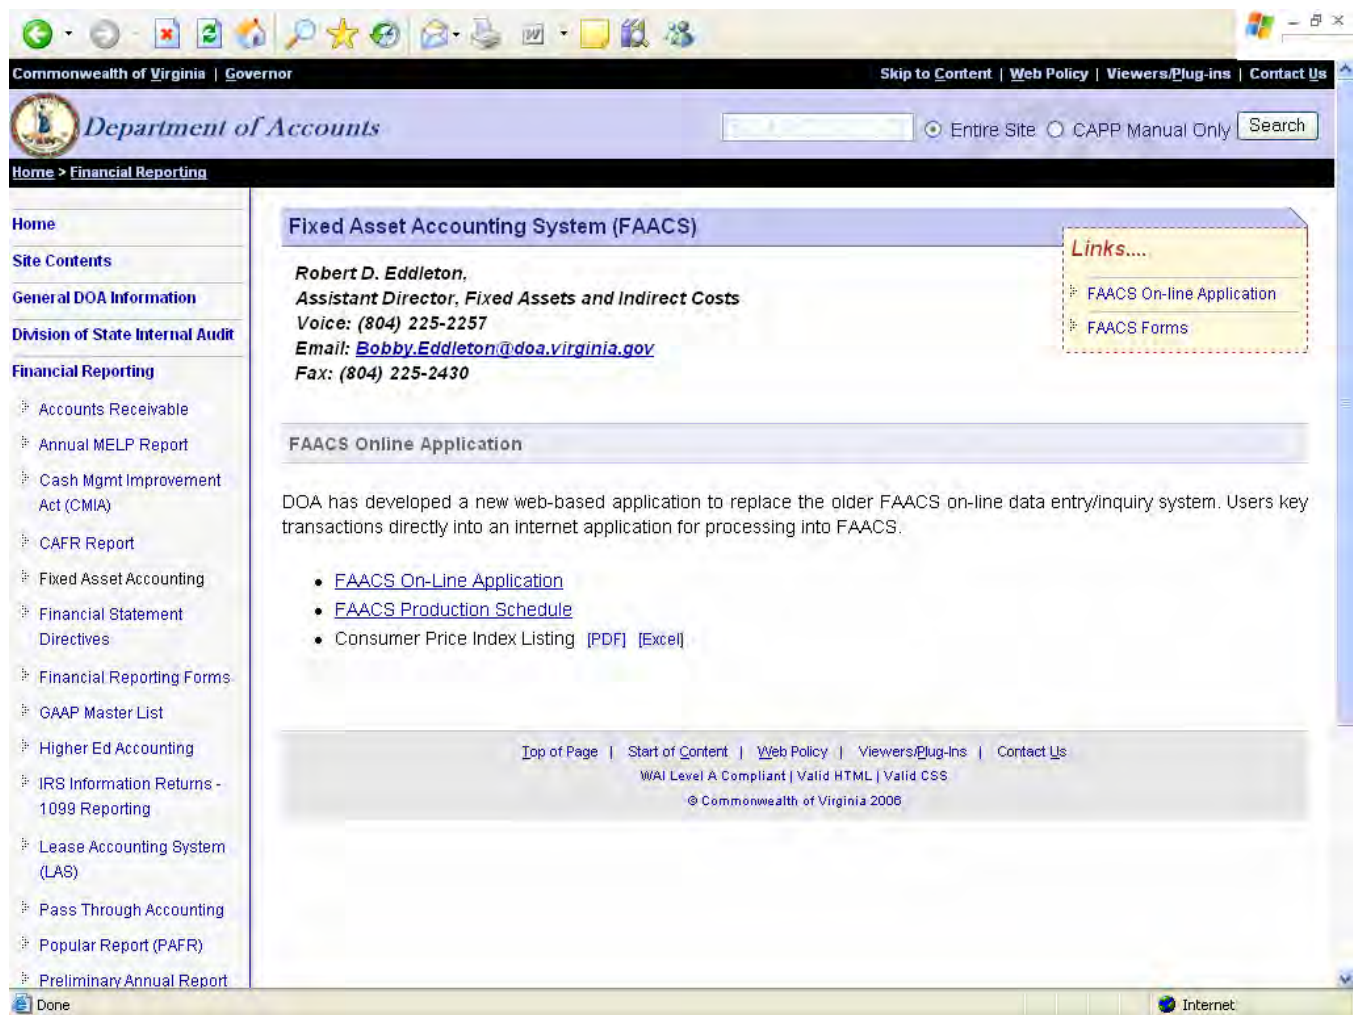 Commonwealth of Virginia | Governor
Skip to Content | Web Policy | Viewers/Plug-ins | Contact Us
Department of Accounts
Entire Site CAPP Manual Only Search
Home > Financial Reporting
Home
Site Contents
General DOA Information
Division of State Internal Audit
Financial Reporting
Accounts Receivable
Annual MELP Report
Cash Mgmt Improvement
Act (CMIA)
CAFR Report
Fixed Asset Accounting
Financial Statement
Directives
Financial Reporting Forms
GAAP Master List
Higher Ed Accounting
IRS Information Returns -
1099 Reporting
Lease Accounting System
(LAS)
Pass Through Accounting
Popular Report (PAFR)
Preliminary Annual Report
Fixed Asset Accounting System (FAACS)
Robert D. Eddleton,
Assistant Director, Fixed Assets and Indirect Costs
Voice: (804) 225-2257
Email: Bobby.Eddleton@doa.virginia.gov
Fax: (804) 225-2430
Links....
FAACS On-line Application
FAACS Forms
FAACS Online Application
DOA has developed a new web-based application to replace the older FAACS on-line data entry/inquiry system. Users key
transactions directly into an internet application for processing into FAACS.
• FAACS On-Line Application
• FAACS Production Schedule
• Consumer Price Index Listing [PDF] [Excel]
Top of Page | Start of Content | Web Policy | Viewers/Plug-Ins | Contact Us
WAI Level A Compliant | Valid HTML | Valid CSS
© Commonwealth of Virginia 2006
Done
Internet